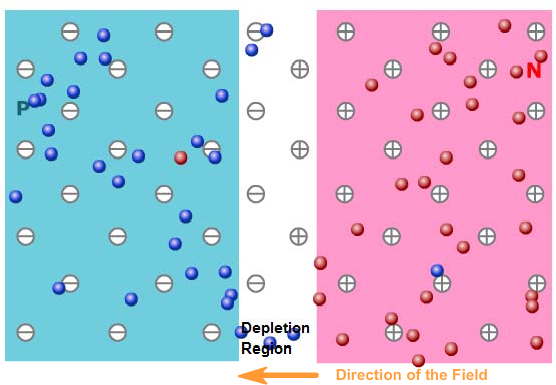 P
N
Depletion
Region
Direction of the Field